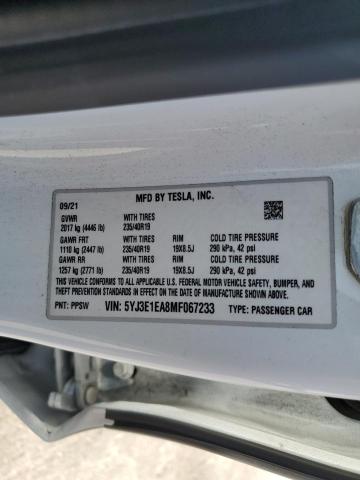 MFD BY TESLA, INC.
09/21
GVWR WITH TIRES
2017 kg (4446 lb) 235/40R19
GAWR FRT WITH TIRES RIM COLD TIRE PRESSURE
1110 kg (2447 lb) 235/40R19 19X8.5J 290 kPa, 42 psi
GAWR RR WITH TIRES RIM COLD TIRE PRESSURE
1257 kg (2771 lb) 235/40R19 19X8.5J 290 kPa, 42 psi
THIS VEHICLE CONFORMS TO ALL APPLICABLE U.S. FEDERAL MOTOR VEHICLE SAFETY, BUMPER, AND
THEFT PREVENTION STANDARDS IN EFFECT ON THE DATE OF MANUFACTURE SHOWN ABOVE.
PNT: PPSW VIN: 5YJ3E1EA8MF067233 TYPE: PASSENGER CAR